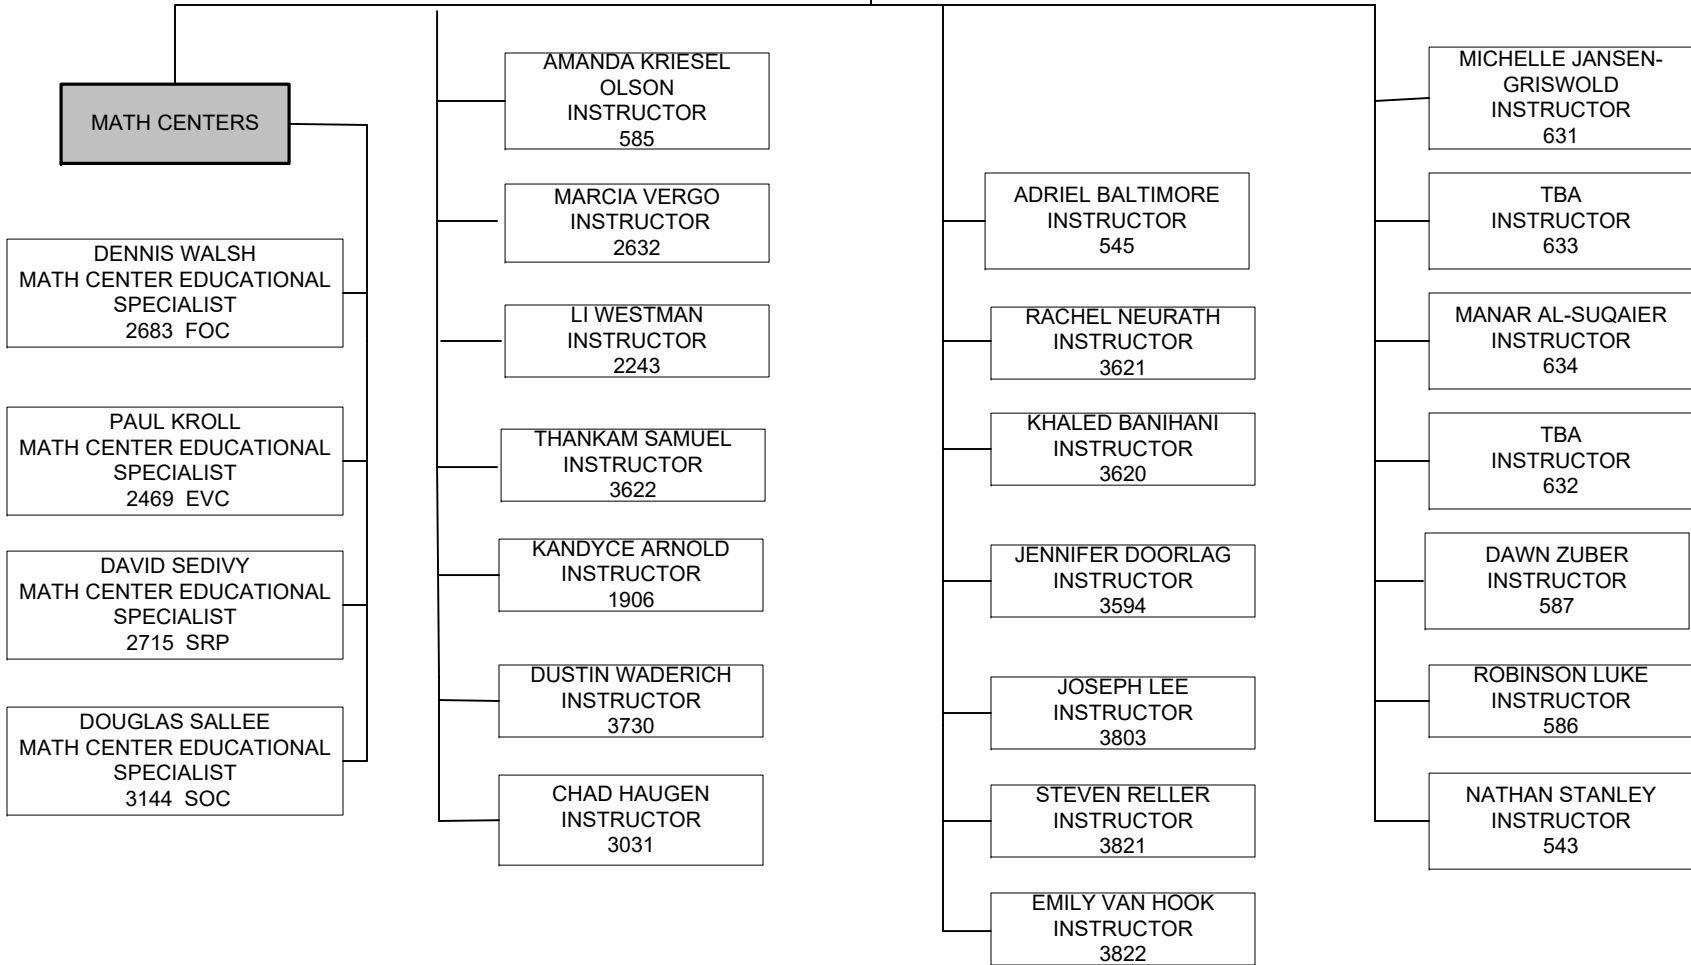 MATH CENTERS
DENNIS WALSH
MATH CENTER EDUCATIONAL
SPECIALIST
2683 FOC
PAUL KROLL
MATH CENTER EDUCATIONAL
SPECIALIST
2469 EVC
DAVID SEDIVY
MATH CENTER EDUCATIONAL
SPECIALIST
2715 SRP
DOUGLAS SALLEE
MATH CENTER EDUCATIONAL
SPECIALIST
3144 SOC
AMANDA KRIESEL
OLSON
INSTRUCTOR
585
MARCIA VERGO
INSTRUCTOR
2632
LI WESTMAN
INSTRUCTOR
2243
THANKAM SAMUEL
INSTRUCTOR
3622
KANDYCE ARNOLD
INSTRUCTOR
1906
DUSTIN WADERICH
INSTRUCTOR
3730
CHAD HAUGEN
INSTRUCTOR
3031
ADRIEL BALTIMORE
INSTRUCTOR
545
RACHEL NEURATH
INSTRUCTOR
3621
KHALED BANIHANI
INSTRUCTOR
3620
JENNIFER DOORLAG
INSTRUCTOR
3594
JOSEPH LEE
INSTRUCTOR
3803
STEVEN RELLER
INSTRUCTOR
3821
EMILY VAN HOOK
INSTRUCTOR
3822
MICHELLE JANSEN-
GRISWOLD
INSTRUCTOR
631
TBA
INSTRUCTOR
633
MANAR AL-SUQAIER
INSTRUCTOR
634
TBA
INSTRUCTOR
632
DAWN ZUBER
INSTRUCTOR
587
ROBINSON LUKE
INSTRUCTOR
586
NATHAN STANLEY
INSTRUCTOR
543